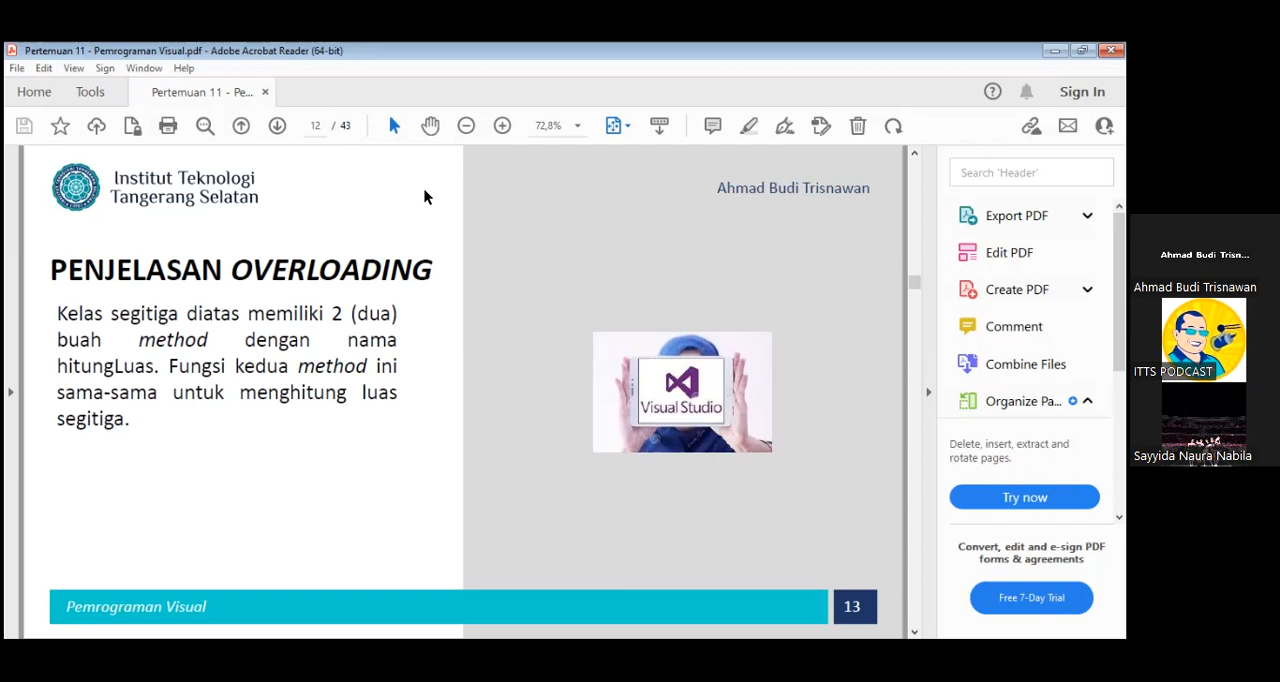 Pertemuan 11 - Pemrograman Visual.pdf - Adobe Acrobat Reader (64-bit)
File Edit View Sign Window Help
Home Tools Pertemuan 11 - Pe... × Sign In
12 / 43 72,8%
Institut Teknologi
Tangerang Selatan
Ahmad Budi Trisnawan
PENJELASAN OVERLOADING
Kelas segitiga diatas memiliki 2 (dua)
buah method dengan nama
hitungLuas. Fungsi kedua method ini
sama-sama untuk menghitung luas
segitiga.
Visual Studio
Pemrograman Visual 13
Search 'Header'
Export PDF
Edit PDF
Create PDF
Comment
Combine Files
Organize Pa...
Delete, insert, extract and
rotate pages.
Try now
Convert, edit and e-sign PDF
forms & agreements
Free 7-Day Trial
Ahmad Budi Trisn...
Ahmad Budi Trisnawan
ITTS PODCAST
Sayyida Naura Nabila